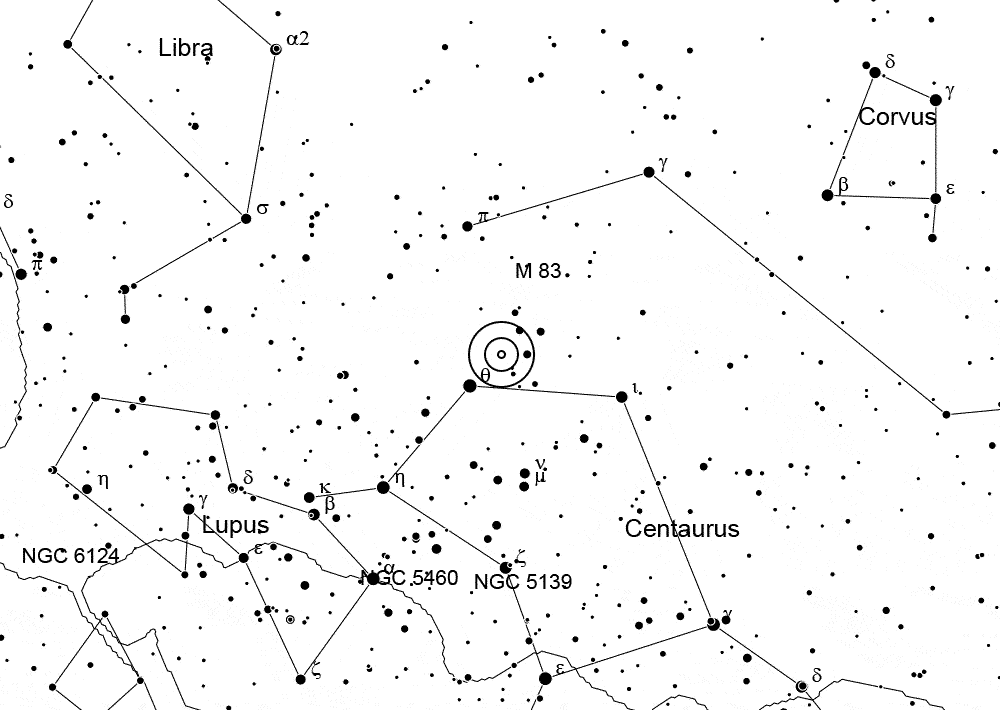 α2
Libra
δ
γ
Corvus
γ
β
ε
δ
σ
π
π
M 83
θ
ι
η
δ
κ
η
ν
μ
γ
β
Lupus
Centaurus
ε
ζ
NGC 6124
α
NGC 5460
NGC 5139
γ
ζ
ε
δ